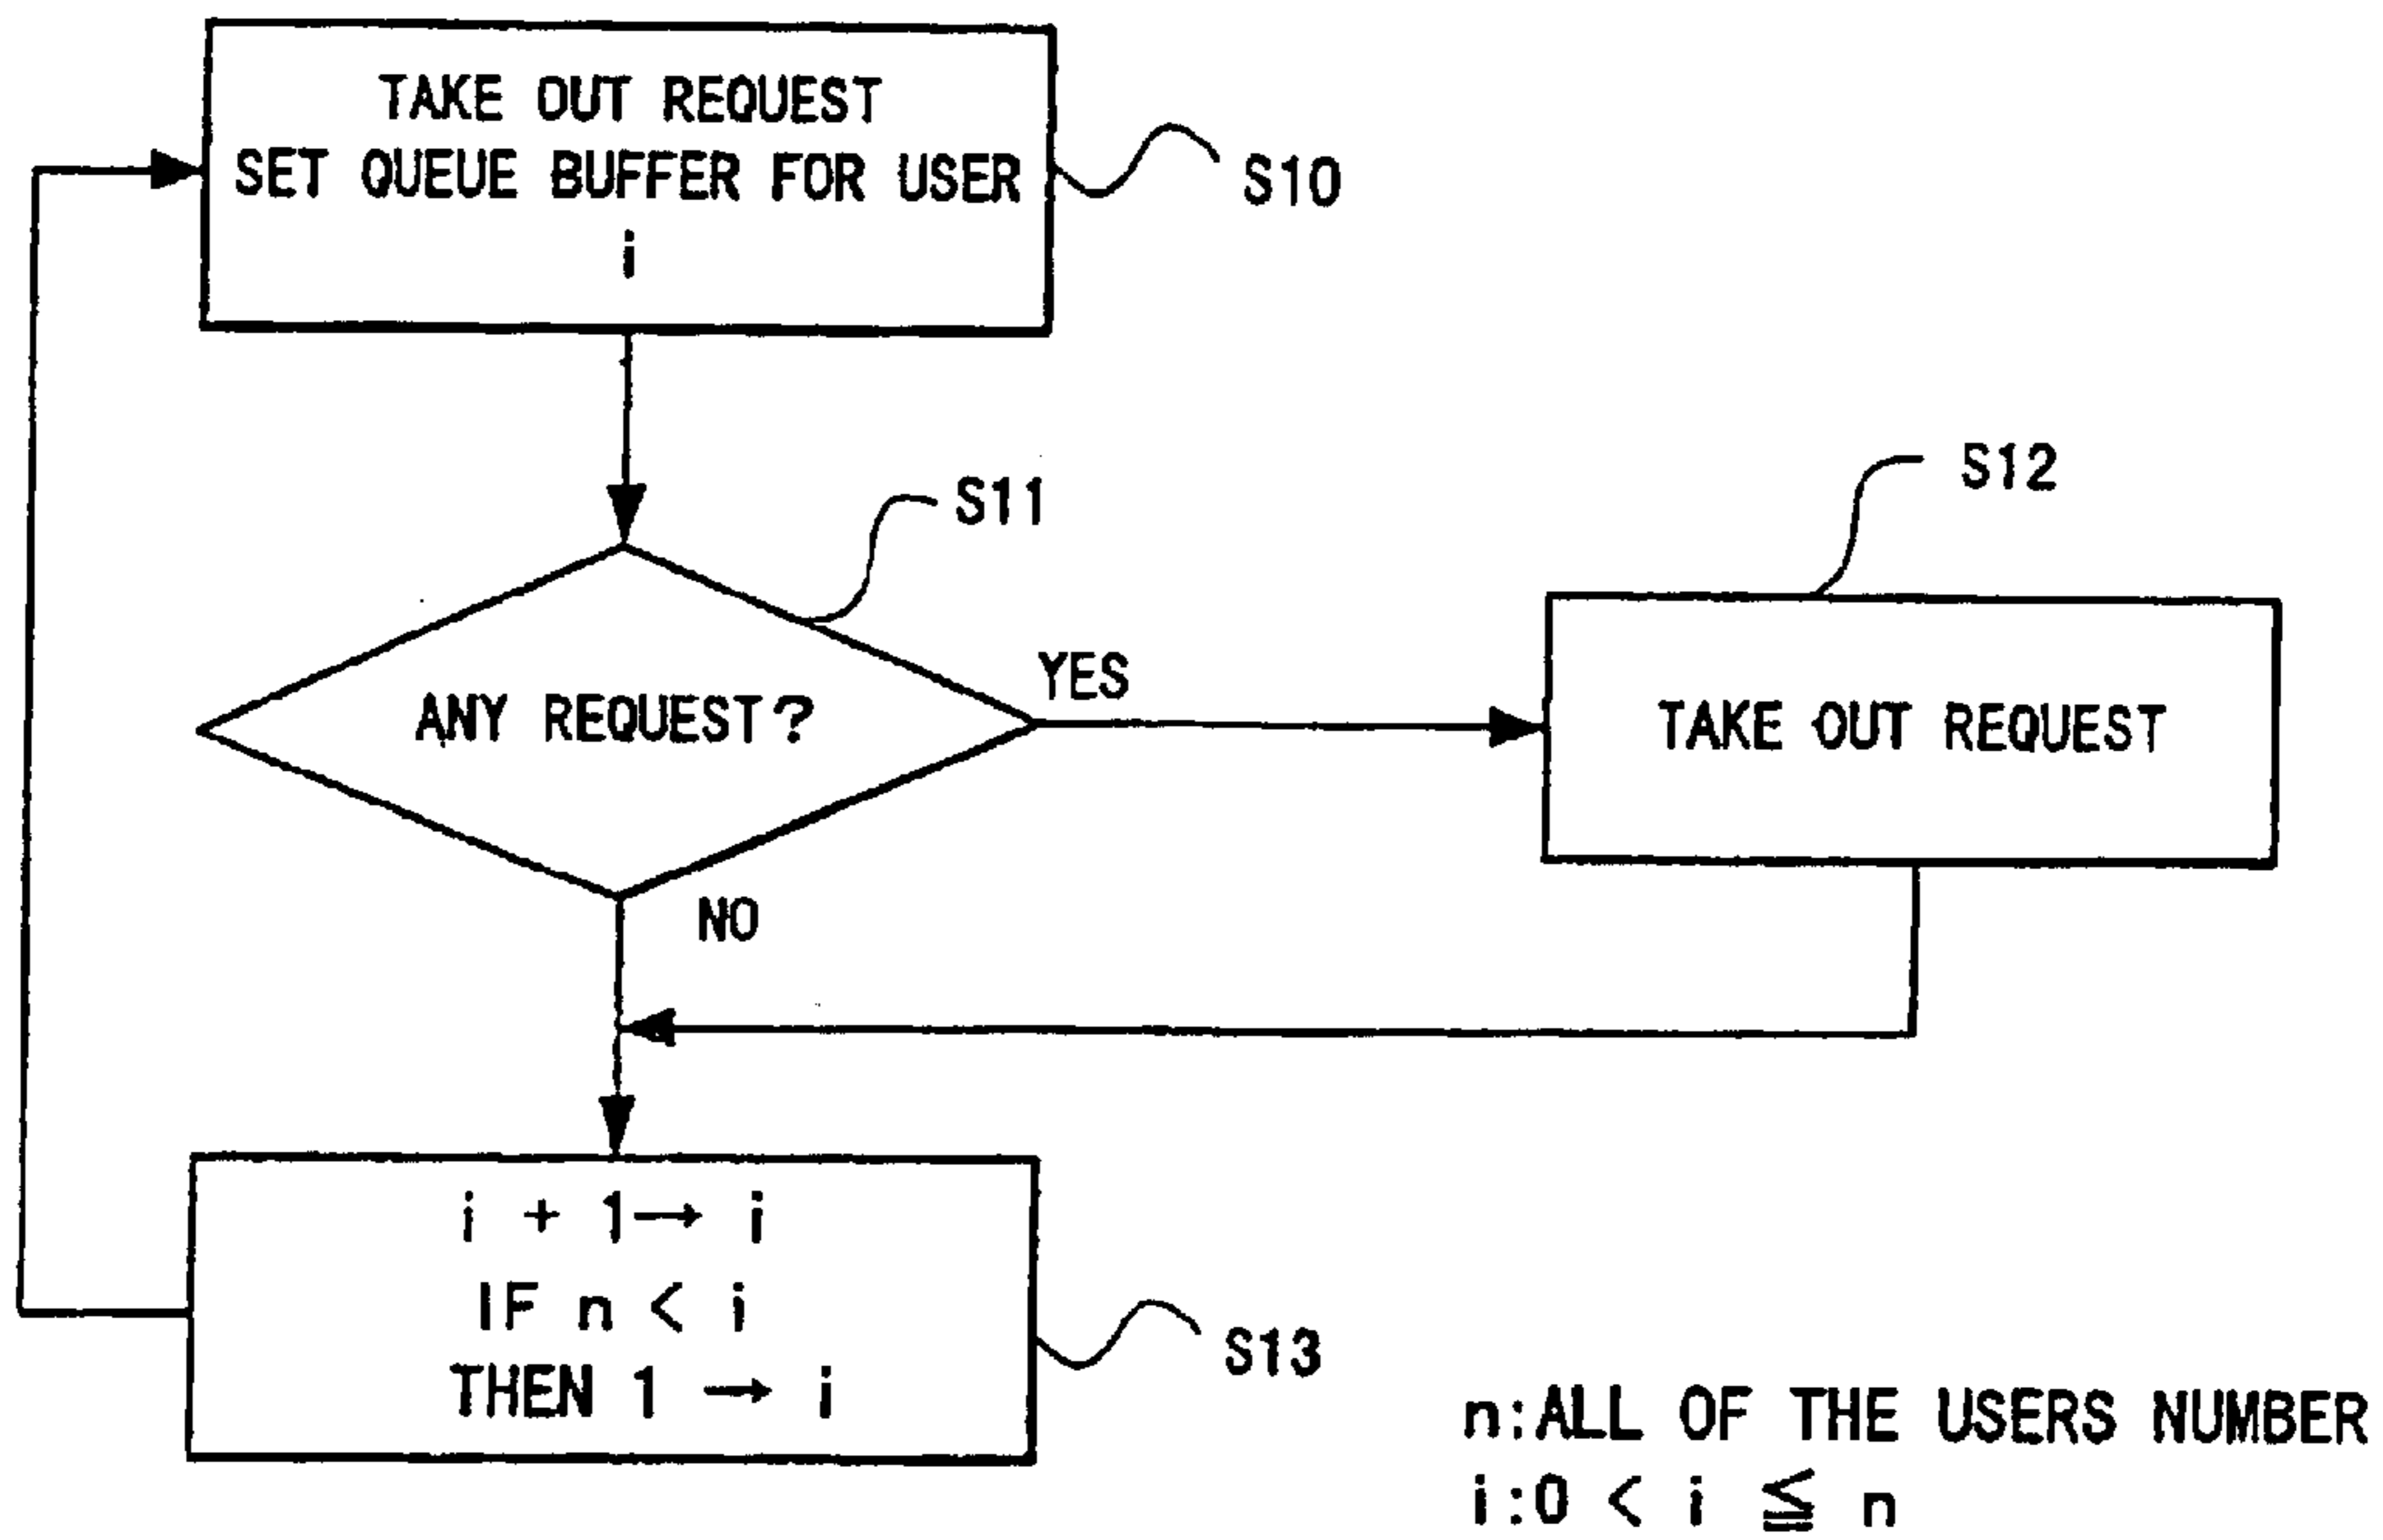 TAKE OUT REQUEST
SET QUEUE BUFFER FOR USER
i
S10
S11
S12
ANY REQUEST?
YES
TAKE OUT REQUEST
NO
i + 1→ i
IF n < i
THEN 1 → i
S13
n:ALL OF THE USERS NUMBER
i:0 < i ≦ n